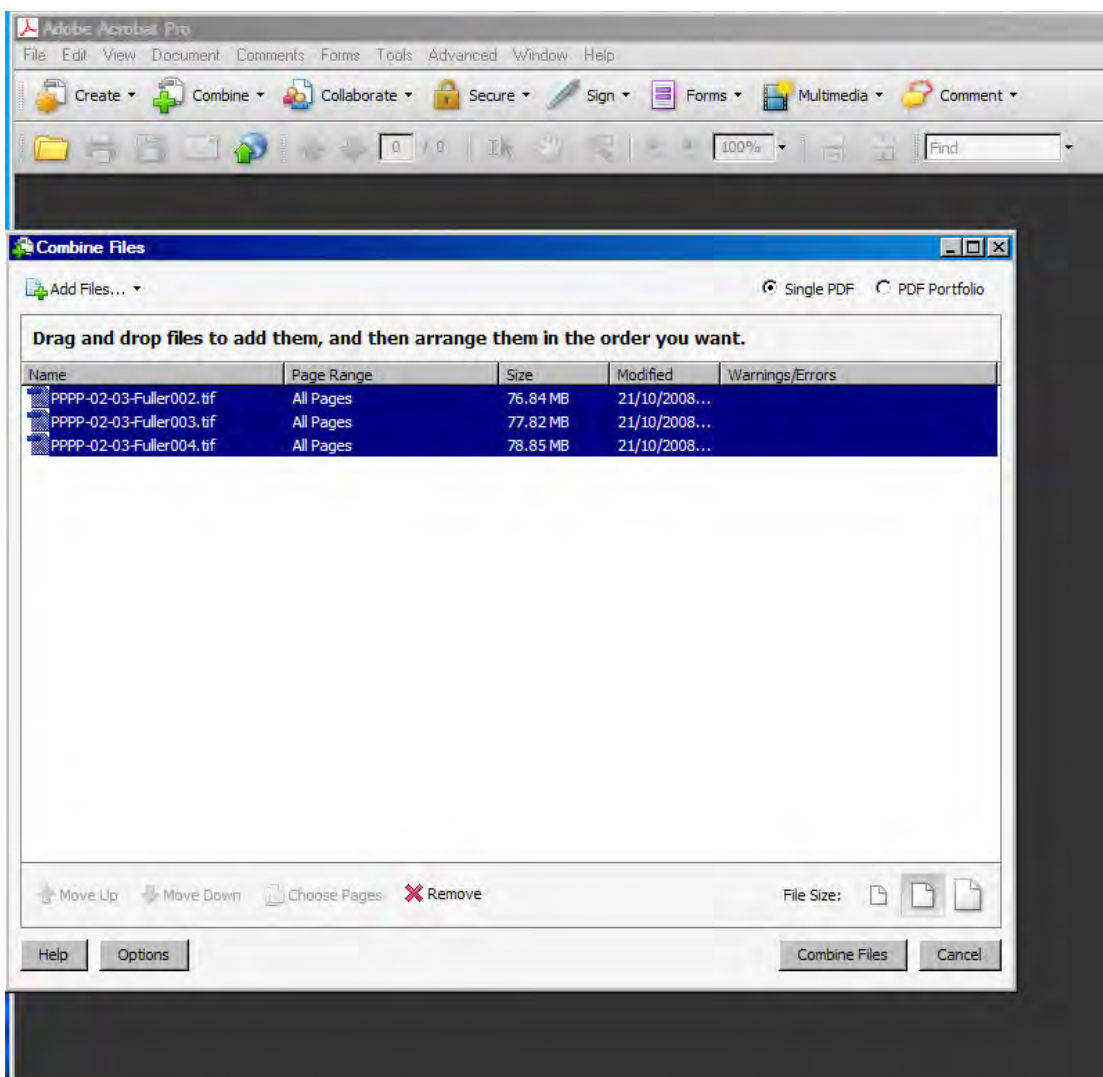 Adobe Acrobat Pro
File Edit View Document Comments Forms Tools Advanced Window Help
Create Combine Collaborate Secure Sign Forms Multimedia Comment
0 / 0 100% Find
Combine Files
Add Files... Single PDF PDF Portfolio
Drag and drop files to add them, and then arrange them in the order you want.
Name Page Range Size Modified Warnings/Errors
PPPP-02-03-Fuller002.tif All Pages 76.84 MB 21/10/2008...
PPPP-02-03-Fuller003.tif All Pages 77.82 MB 21/10/2008...
PPPP-02-03-Fuller004.tif All Pages 78.85 MB 21/10/2008...
Move Up Move Down Choose Pages Remove File Size:
Help Options Combine Files Cancel